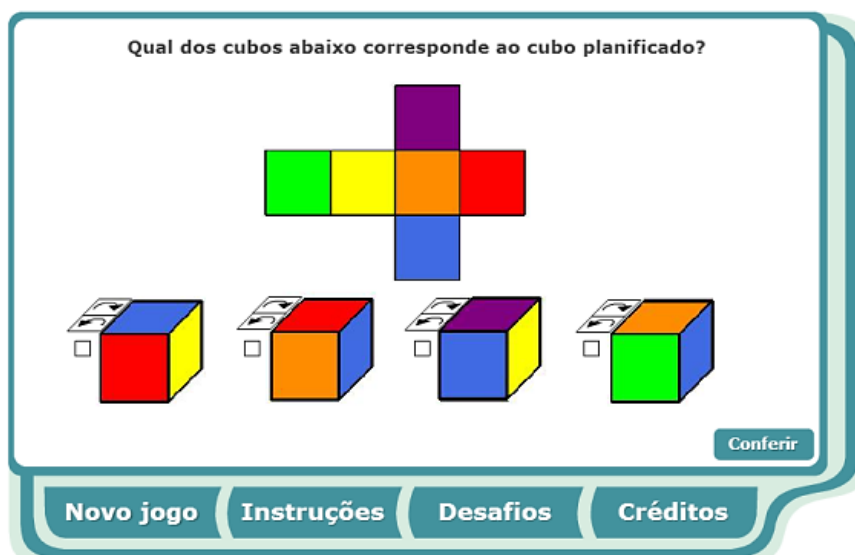 Qual dos cubos abaixo corresponde ao cubo planificado?
Conferir
Novo jogo
Instruções
Desafios
Créditos